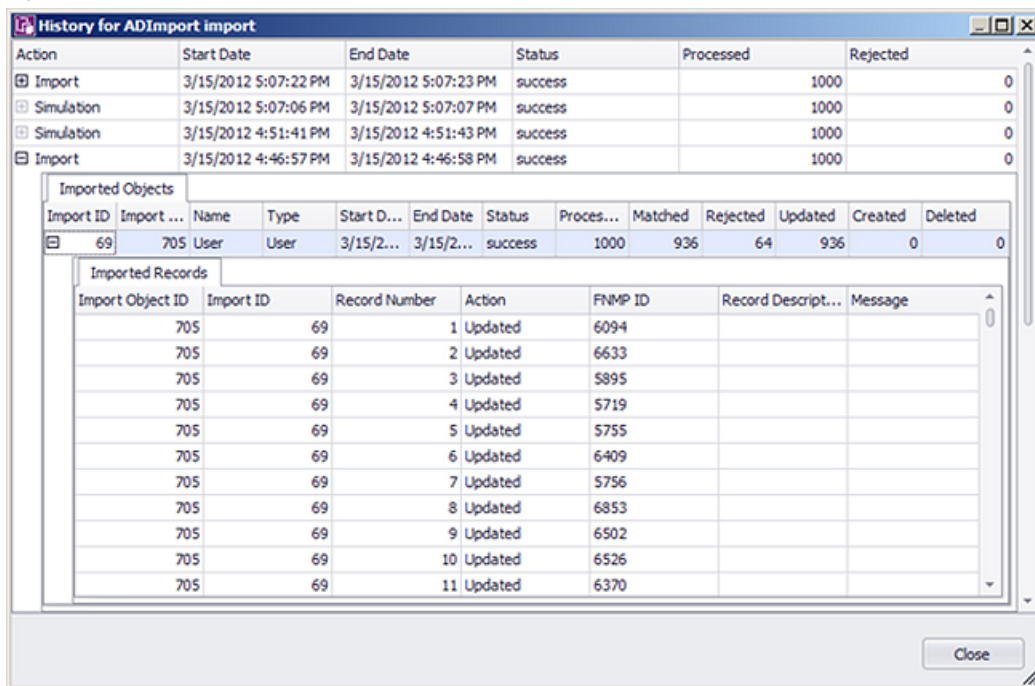 History for ADImport import
Action Start Date End Date Status Processed Rejected
Import 3/15/2012 5:07:22 PM 3/15/2012 5:07:23 PM success 1000 0
Simulation 3/15/2012 5:07:06 PM 3/15/2012 5:07:07 PM success 1000 0
Simulation 3/15/2012 4:51:41 PM 3/15/2012 4:51:43 PM success 1000 0
Import 3/15/2012 4:46:57 PM 3/15/2012 4:46:58 PM success 1000 0
Imported Objects
Import ID Import ... Name Type Start D... End Date Status Proces... Matched Rejected Updated Created Deleted
69 705 User User 3/15/2... 3/15/2... success 1000 936 64 936 0 0
Imported Records
Import Object ID Import ID Record Number Action FNMP ID Record Descript... Message
705 69 1 Updated 6094
705 69 2 Updated 6633
705 69 3 Updated 5895
705 69 4 Updated 5719
705 69 5 Updated 5755
705 69 6 Updated 6409
705 69 7 Updated 5756
705 69 8 Updated 6853
705 69 9 Updated 6502
705 69 10 Updated 6526
705 69 11 Updated 6370
Close